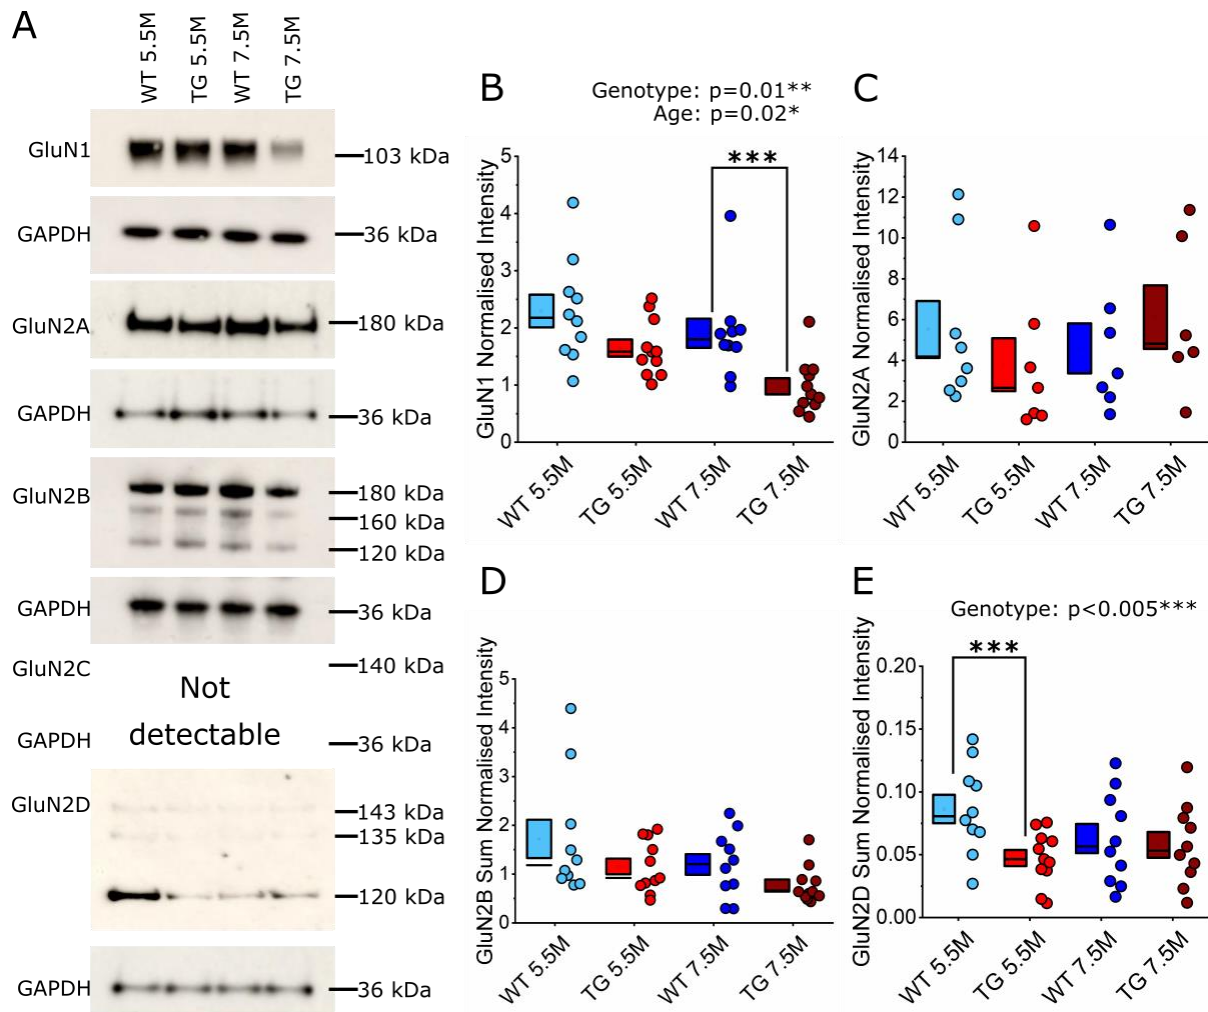 A
WT 5.5M
TG 5.5M
WT 7.5M
TG 7.5M
GluN1
103 kDa
GAPDH
36 kDa
GluN2A
180 kDa
GAPDH
36 kDa
GluN2B
180 kDa
160 kDa
120 kDa
GAPDH
36 kDa
GluN2C
140 kDa
Not
detectable
GAPDH
36 kDa
GluN2D
143 kDa
135 kDa
120 kDa
GAPDH
36 kDa
B
Genotype: p=0.01**
Age: p=0.02*
***
GluN1 Normalised Intensity
5
4
3
2
1
0
WT 5.5M
TG 5.5M
WT 7.5M
TG 7.5M
C
GluN2A Normalised Intensity
14
12
10
8
6
4
2
0
WT 5.5M
TG 5.5M
WT 7.5M
TG 7.5M
D
GluN2B Sum Normalised Intensity
5
4
3
2
1
0
WT 5.5M
TG 5.5M
WT 7.5M
TG 7.5M
E
Genotype: p<0.005***
***
GluN2D Sum Normalised Intensity
0.20
0.15
0.10
0.05
0.00
WT 5.5M
TG 5.5M
WT 7.5M
TG 7.5M